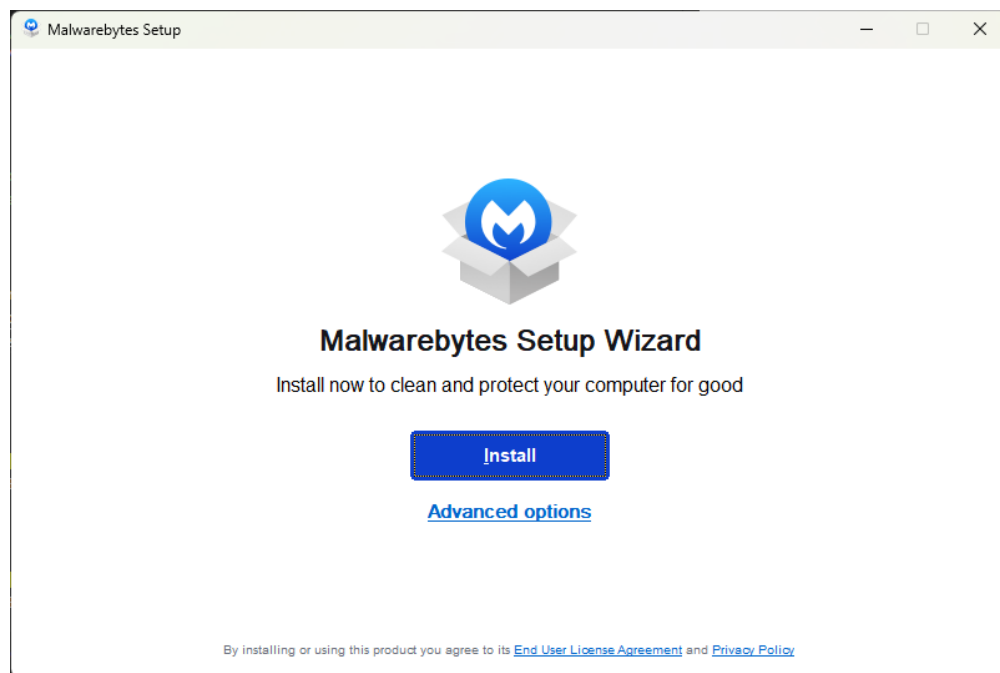 Malwarebytes Setup
Malwarebytes Setup Wizard
Install now to clean and protect your computer for good
Install
Advanced options
By installing or using this product you agree to its End User License Agreement and Privacy Policy